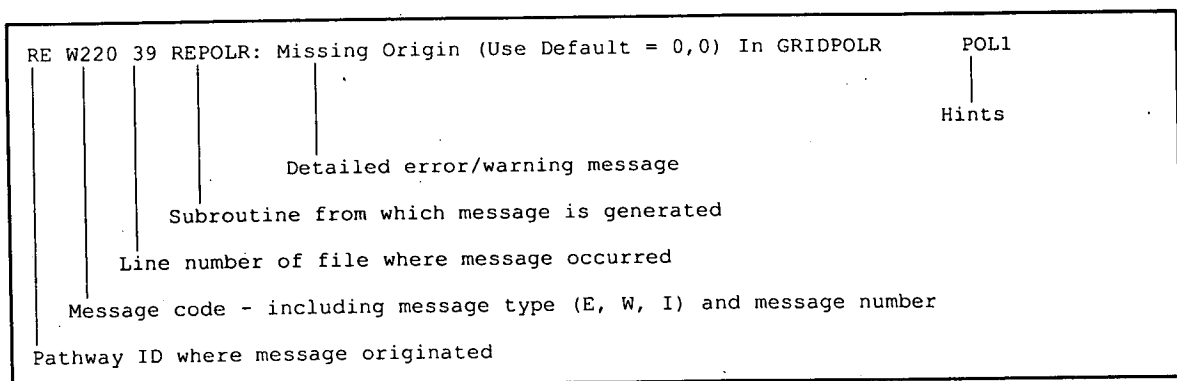 RE W220 39 REPOLR: Missing Origin (Use Default = 0,0) In GRIDPOLR POL1
Hints
Detailed error/warning message
Subroutine from which message is generated
Line number of file where message occurred
Message code - including message type (E, W, I) and message number
Pathway ID where message originated